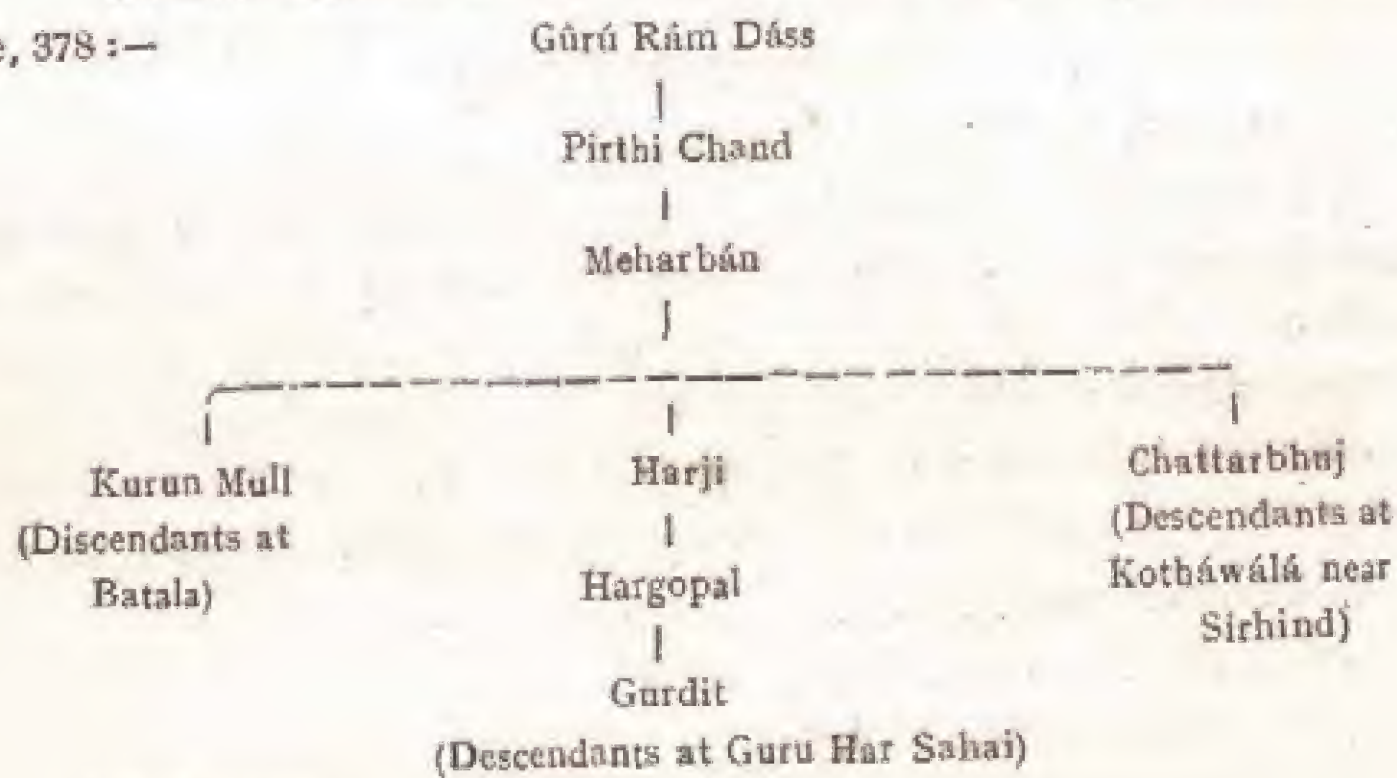 e, 378 :—
Gûrú Râm Dáss
Pirthi Chand
Meharbán
Kurun Mull
(Discendants at
Batala)
Harji
Hargopal
Gurdit
(Descendants at Guru Har Sahai)
Chattarbhuj
(Descendants at
Kotháwálá near
Sirhind)